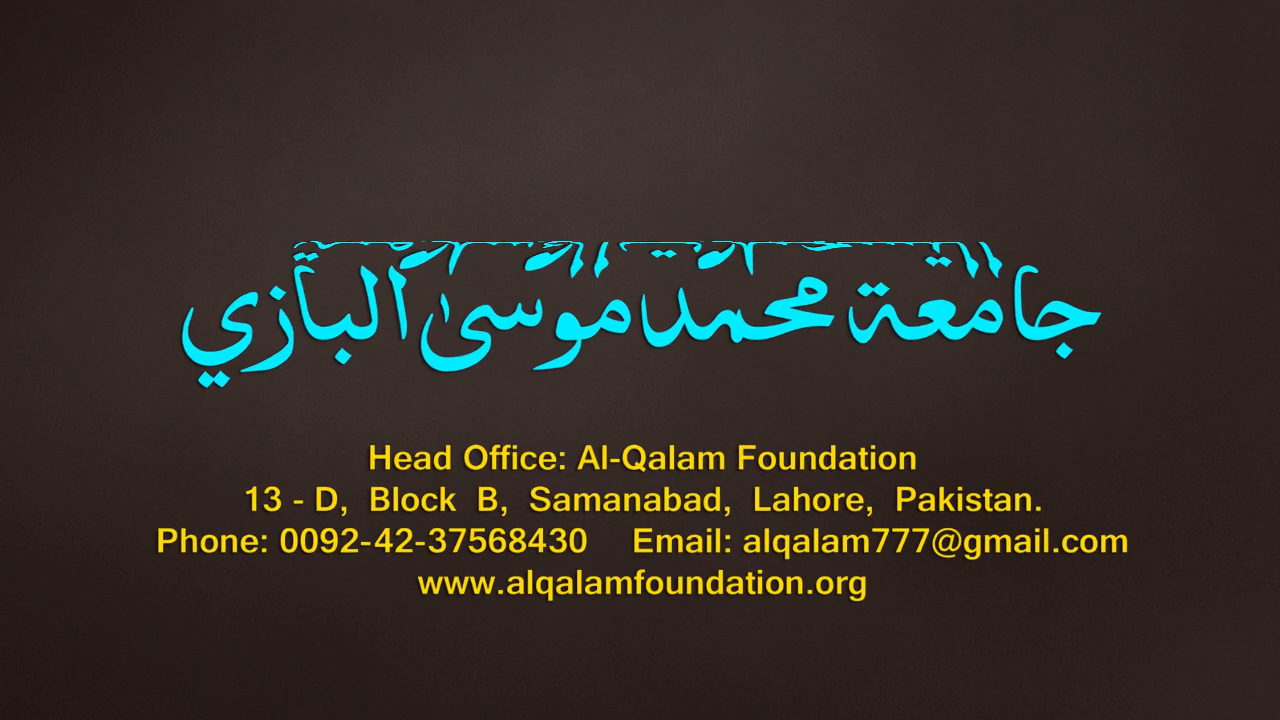 جامعة محمد موسىٰ البازي
Head Office: Al-Qalam Foundation
13 - D, Block B, Samanabad, Lahore, Pakistan.
Phone: 0092-42-37568430 Email: alqalam777@gmail.com
www.alqalamfoundation.org